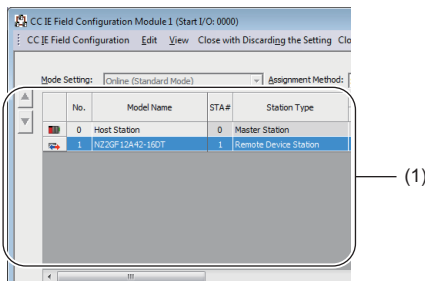 CC IE Field Configuration Module 1 (Start I/O: 0000)
CC IE Field Configuration Edit View Close with Discarding the Setting Clo
Mode Setting: Online (Standard Mode) Assignment Method:
No. Model Name STA# Station Type
0 Host Station 0 Master Station
1 NZ2GF12A42-16DT 1 Remote Device Station
(1)